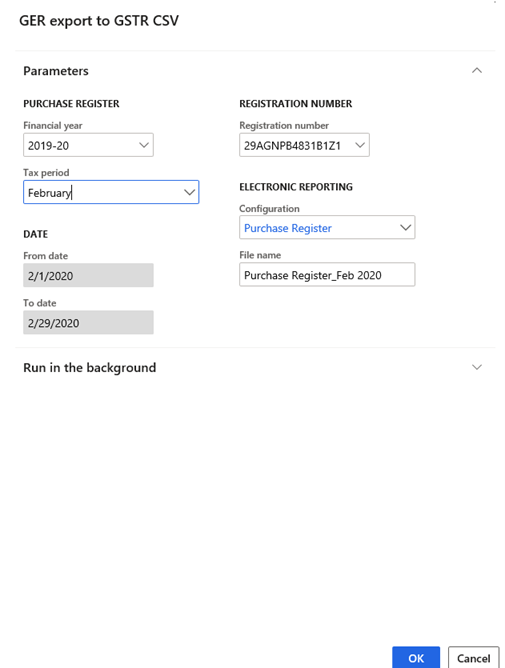 GER export to GSTR CSV
Parameters
PURCHASE REGISTER
Financial year
2019-20
Tax period
February
DATE
From date
2/1/2020
To date
2/29/2020
REGISTRATION NUMBER
Registration number
29AGNPB4831B1Z1
ELECTRONIC REPORTING
Configuration
Purchase Register
File name
Purchase Register_Feb 2020
Run in the background
OK
Cancel